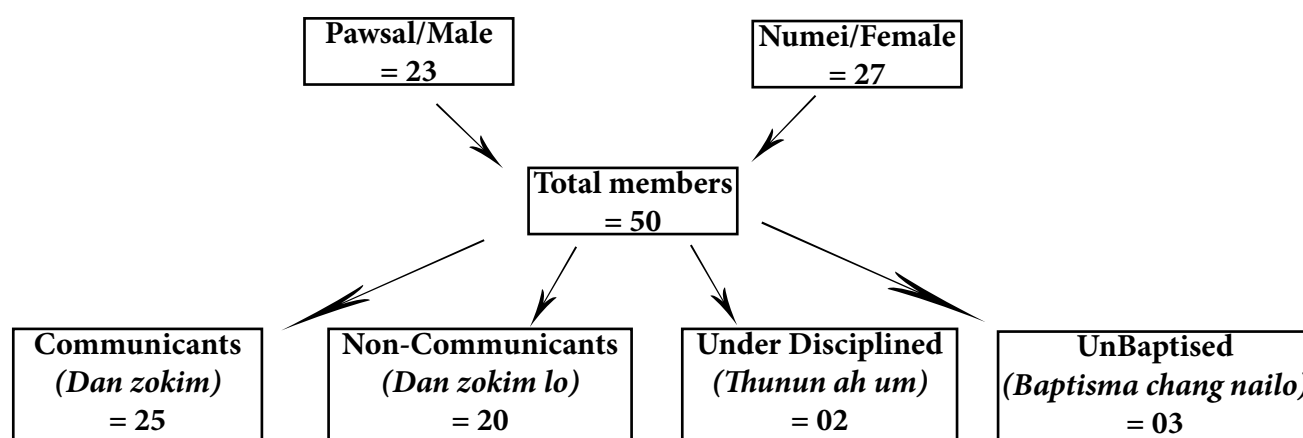 Pawsal/Male
= 23
Numei/Female
= 27
Total members
= 50
Communicants
(Dan zokim)
= 25
Non-Communicants
(Dan zokim lo)
= 20
Under Disciplined
(Thunun ah um)
= 02
UnBaptised
(Baptisma chang nailo)
= 03